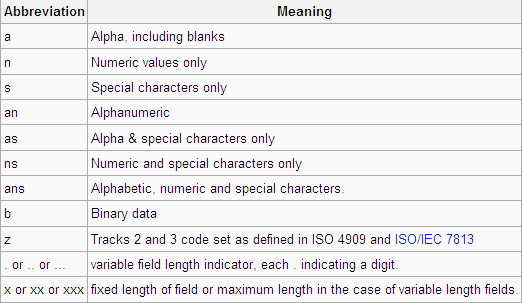 Abbreviation Meaning
a Alpha, including blanks
n Numeric values only
s Special characters only
an Alphanumeric
as Alpha & special characters only
ns Numeric and special characters only
ans Alphabetic, numeric and special characters.
b Binary data
z Tracks 2 and 3 code set as defined in ISO 4909 and ISO/IEC 7813
. or .. or ... variable field length indicator, each . indicating a digit.
x or xx or xxx fixed length of field or maximum length in the case of variable length fields.